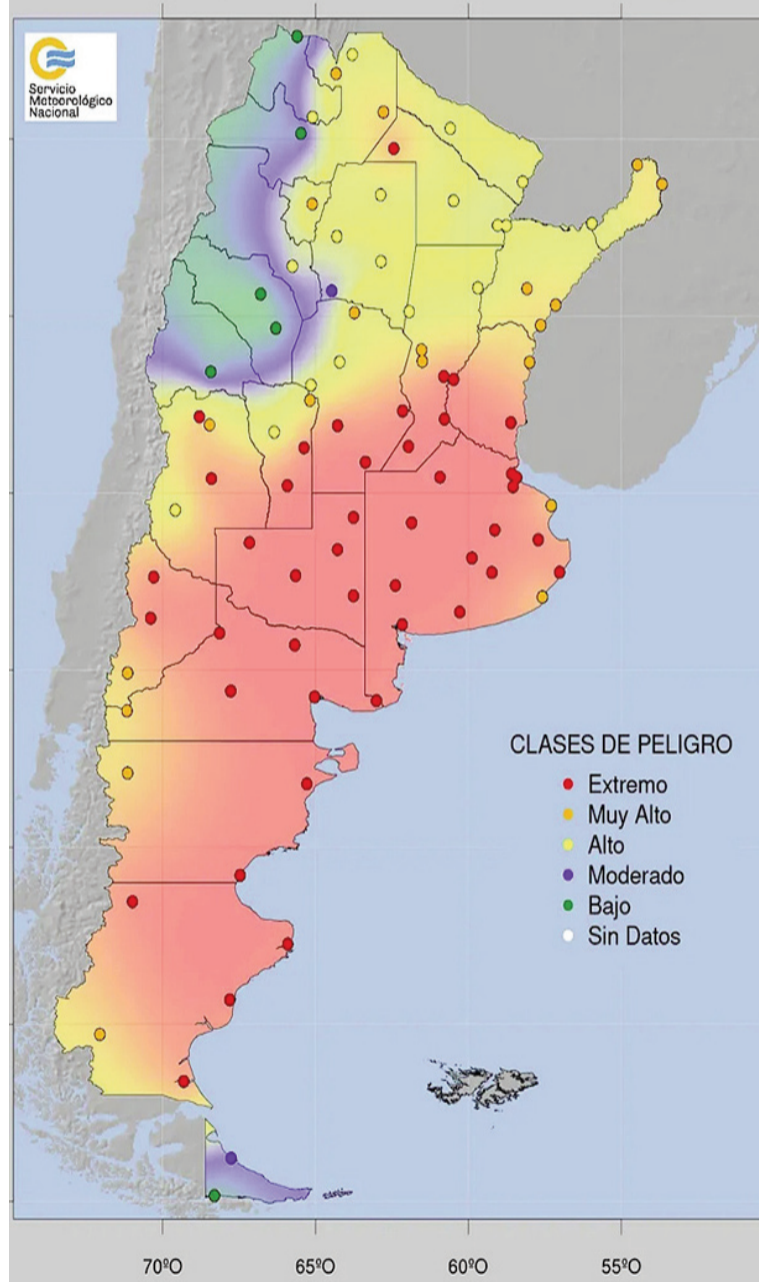 Servicio
Meteorológico
Nacional
CLASES DE PELIGRO
Extremo
Muy Alto
Alto
Moderado
Bajo
Sin Datos
70ºO
65ºO
60ºO
55ºO